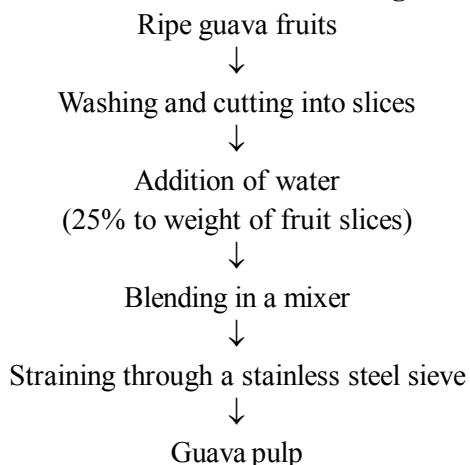 Ripe guava fruits
↓
Washing and cutting into slices
↓
Addition of water
(25% to weight of fruit slices)
↓
Blending in a mixer
↓
Straining through a stainless steel sieve
↓
Guava pulp